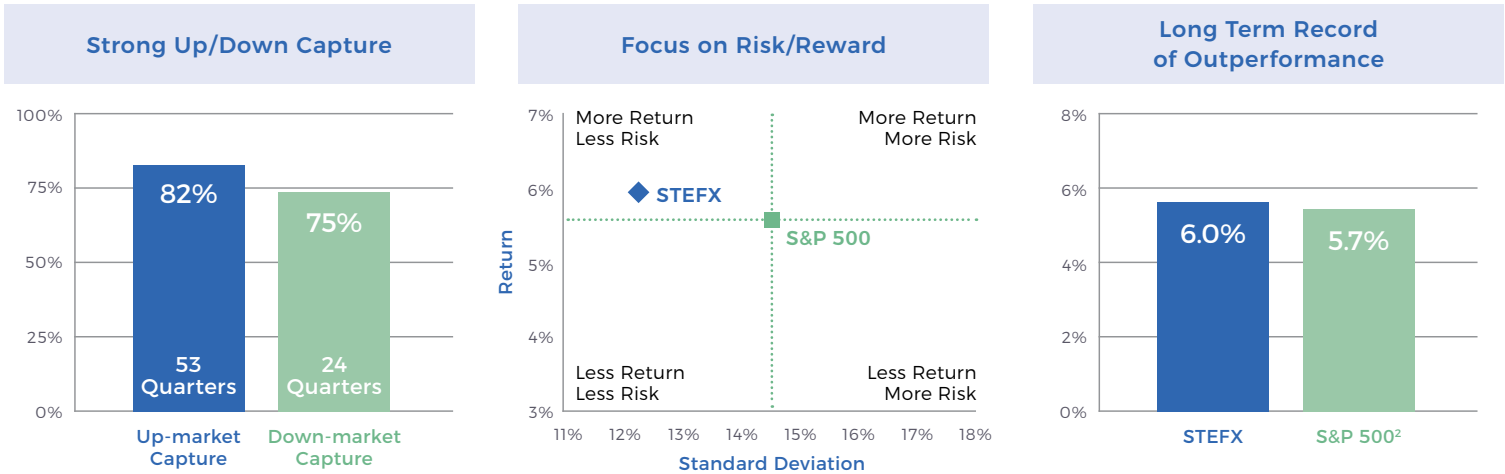 Strong Up/Down Capture
100%
75%
50%
25%
0%
82%
75%
53
Quarters
24
Quarters
Up-market
Capture
Down-market
Capture
Focus on Risk/Reward
Return
7%
6%
5%
4%
3%
More Return
Less Risk
More Return
More Risk
STEFX
S&P 500
Less Return
Less Risk
Less Return
More Risk
11%
12%
13%
14%
15%
16%
17%
18%
Standard Deviation
Long Term Record
of Outperformance
8%
6%
4%
2%
0%
6.0%
5.7%
STEFX
S&P 500²